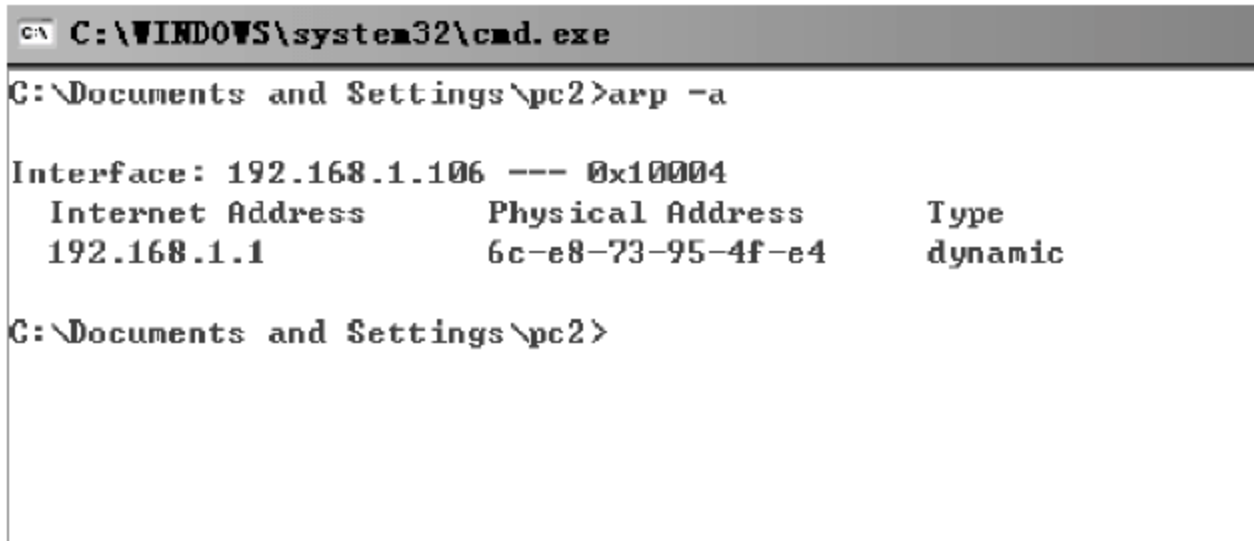 C:\WINDOWS\system32\cmd.exe
C:\Documents and Settings\pc2>arp -a
Interface: 192.168.1.106 --- 0x10004
Internet Address Physical Address Type
192.168.1.1 6c-e8-73-95-4f-e4 dynamic
C:\Documents and Settings\pc2>